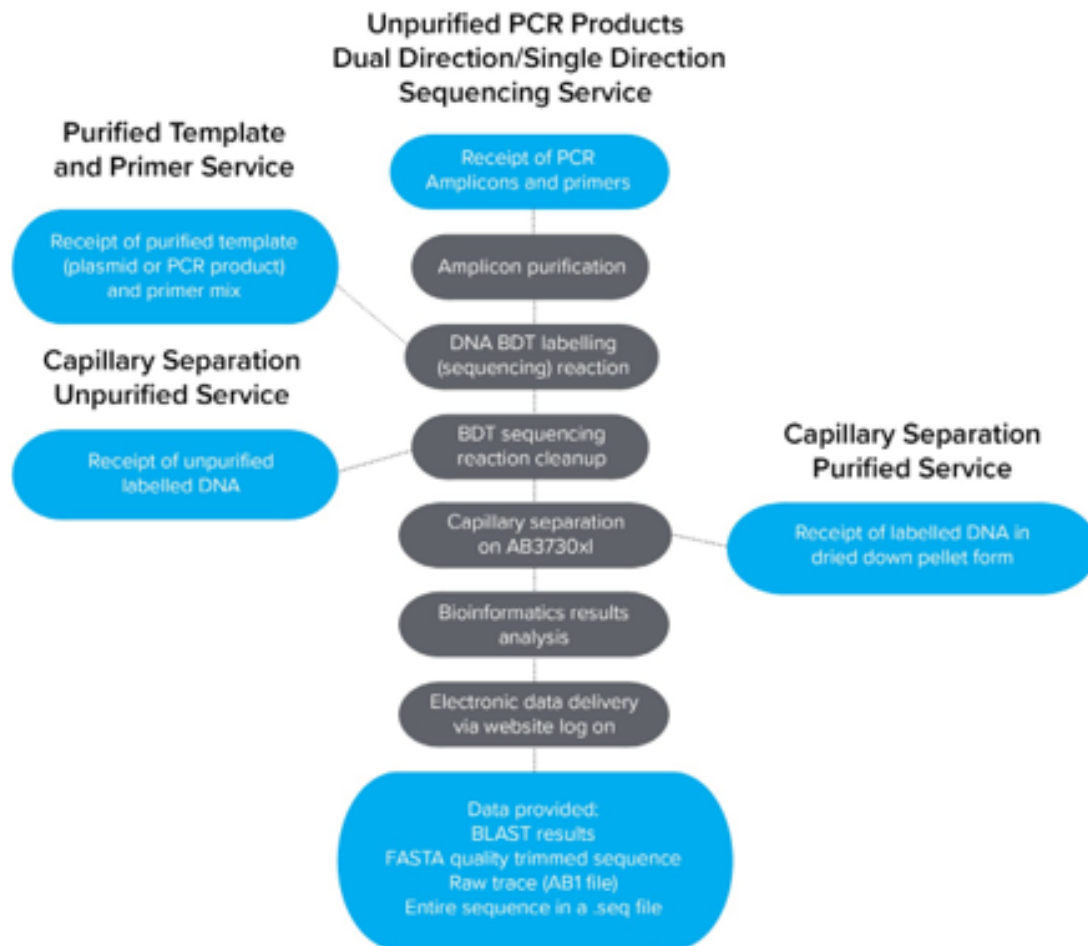 Unpurified PCR Products
Dual Direction/Single Direction
Sequencing Service
Purified Template
and Primer Service
Receipt of PCR
Amplicons and primers
Receipt of purified template
(plasmid or PCR product)
and primer mix
Amplicon purification
DNA BDT labelling
(sequencing) reaction
Capillary Separation
Unpurified Service
Receipt of unpurified
labelled DNA
BDT sequencing
reaction cleanup
Capillary Separation
Purified Service
Capillary separation
on AB3730xl
Receipt of labelled DNA in
dried down pellet form
Bioinformatics results
analysis
Electronic data delivery
via website log on
Data provided:
BLAST results
FASTA quality trimmed sequence
Raw trace (AB1 file)
Entire sequence in a .seq file